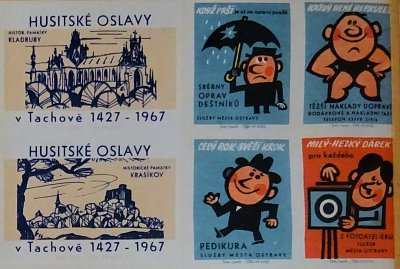 HUSITSKÉ OSLAVY
HISTOR. PAMÁTKY
KLADRUBY
v Tachově 1427 - 1967
KDYŽ PRŠÍ
SBĚRNY
OPRAV
DEŠTNÍKŮ
SLUŽBY MĚSTA OSTRAVY
KAŽDÝ NENÍ HERKULES
TĚŽŠÍ NÁKLADY DOPRAVÍ
HUSITSKÉ OSLAVY
HISTORICKÉ PAMÁTKY
KRASÍKOV
v Tachově 1427 - 1967
CELÝ ROK-SVĚŽÍ KROK
PEDIKURA
SLUŽBY MĚSTA OSTRAVY
MILÝ-HEZKÝ DÁREK
pro každého
Z FOTOATELIERU
SLUŽEB
MĚSTA OSTRAVY